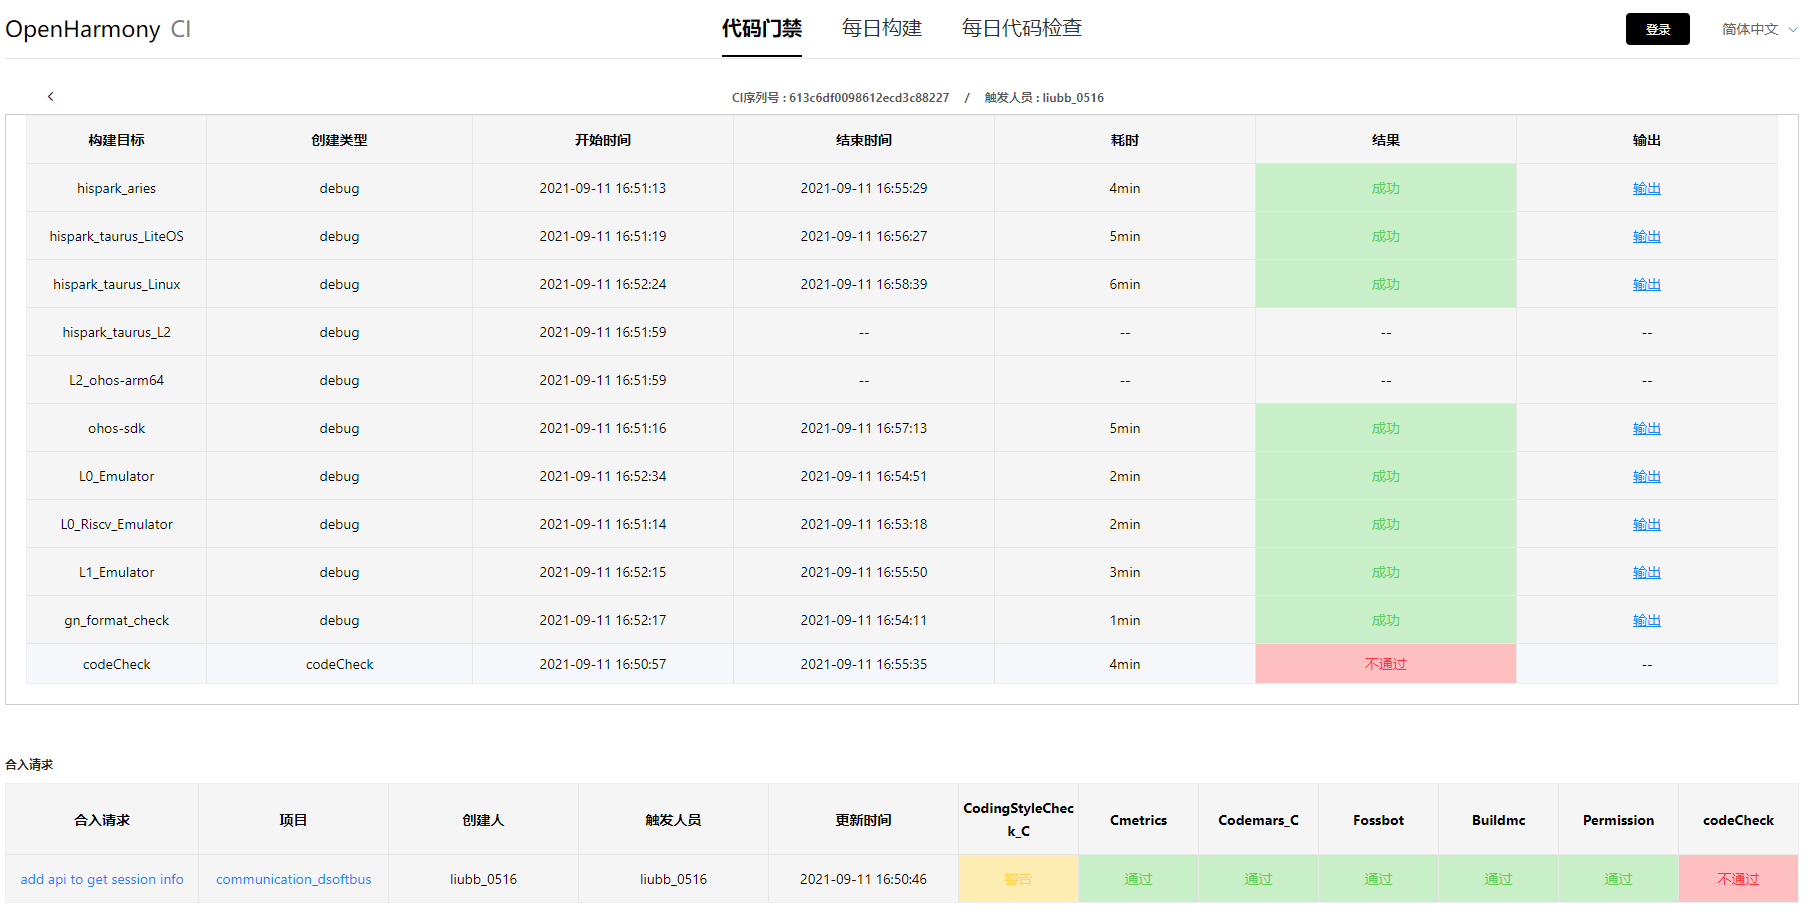 OpenHarmony CI
代码门禁 每日构建 每日代码检查 登录 简体中文
CI序列号 : 613c6df0098612ecd3c88227 / 触发人员 : liubb_0516
构建目标 创建类型 开始时间 结束时间 耗时 结果 输出
hispark_aries debug 2021-09-11 16:51:13 2021-09-11 16:55:29 4min 成功 输出
hispark_taurus_LiteOS debug 2021-09-11 16:51:19 2021-09-11 16:56:27 5min 成功 输出
hispark_taurus_Linux debug 2021-09-11 16:52:24 2021-09-11 16:58:39 6min 成功 输出
hispark_taurus_L2 debug 2021-09-11 16:51:59 -- -- -- --
L2_ohos-arm64 debug 2021-09-11 16:51:59 -- -- -- --
ohos-sdk debug 2021-09-11 16:51:16 2021-09-11 16:57:13 5min 成功 输出
L0_Emulator debug 2021-09-11 16:52:34 2021-09-11 16:54:51 2min 成功 输出
L0_Riscv_Emulator debug 2021-09-11 16:51:14 2021-09-11 16:53:18 2min 成功 输出
L1_Emulator debug 2021-09-11 16:52:15 2021-09-11 16:55:50 3min 成功 输出
gn_format_check debug 2021-09-11 16:52:17 2021-09-11 16:54:11 1min 成功 输出
codeCheck codeCheck 2021-09-11 16:50:57 2021-09-11 16:55:35 4min 不通过 --
合入请求
合入请求 项目 创建人 触发人员 更新时间 CodingStyleChec
k_C Cmetrics Codemars_C Fossbot Buildmc Permission codeCheck
add api to get session info communication_dsoftbus liubb_0516 liubb_0516 2021-09-11 16:50:46 警告 通过 通过 通过 通过 通过 不通过